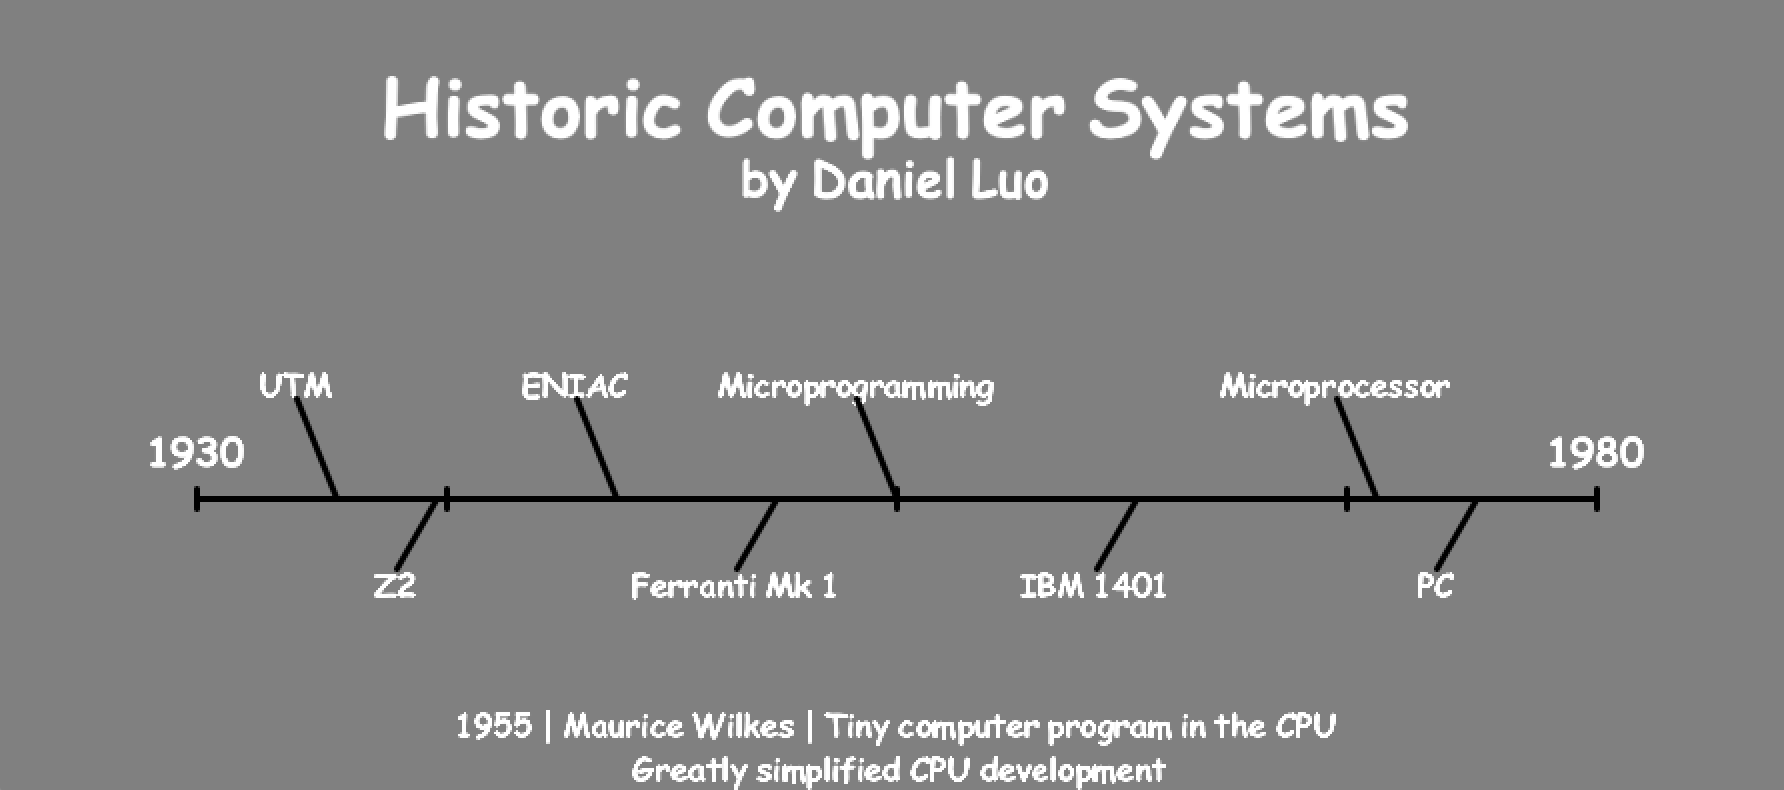 Historic Computer Systems
by Daniel Luo
UTM
ENIAC
Microprogramming
Microprocessor
1930
1980
Z2
Ferranti Mk 1
IBM 1401
PC
1955 | Maurice Wilkes | Tiny computer program in the CPU
Greatly simplified CPU development